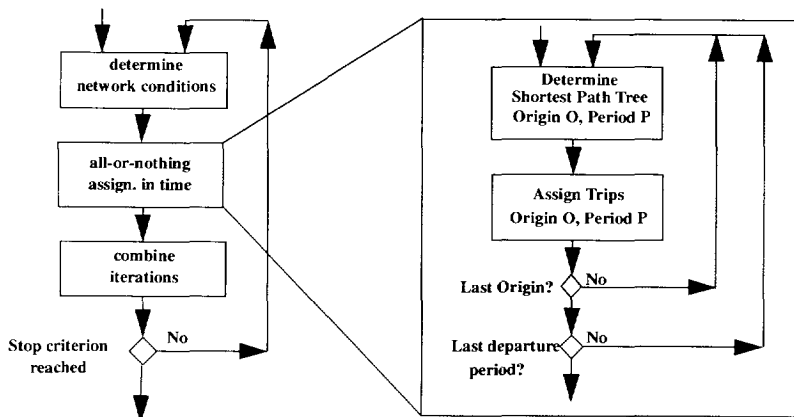 determine
network conditions
all-or-nothing
assign. in time
combine
iterations
Stop criterion
reached
No
Determine
Shortest Path Tree
Origin O, Period P
Assign Trips
Origin O, Period P
Last Origin?
No
Last departure
period?
No